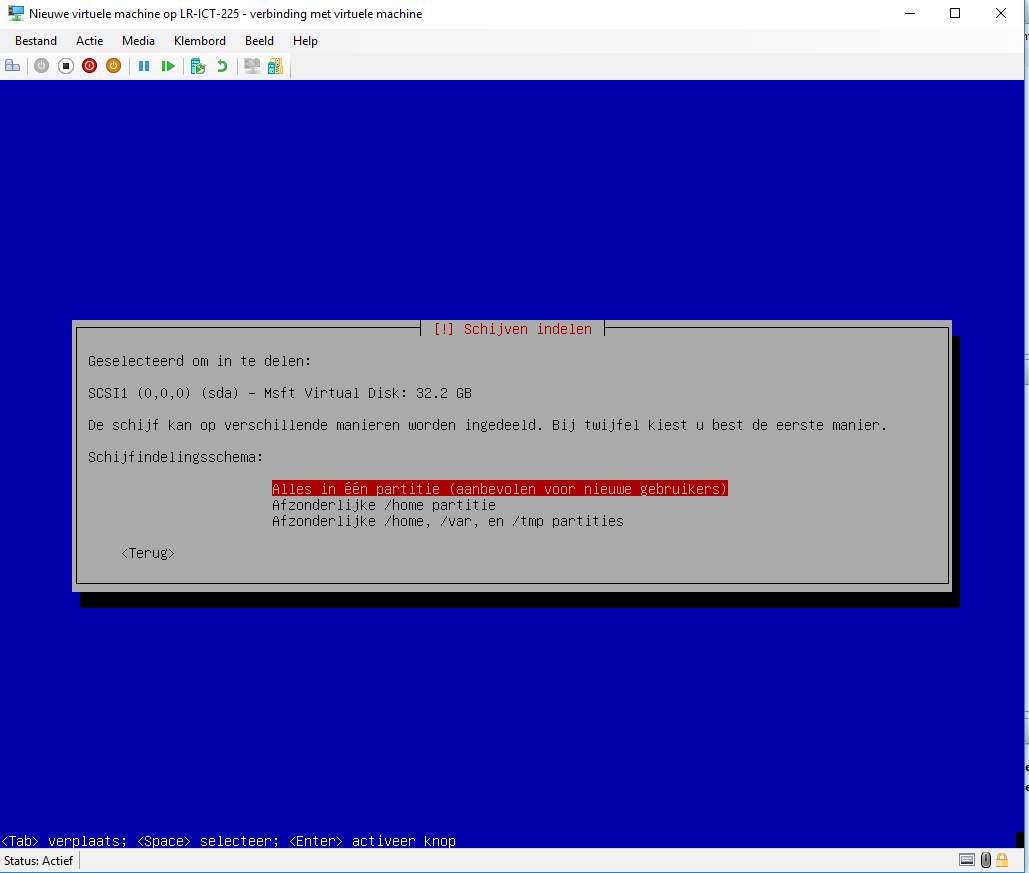 Nieuwe virtuele machine op LR-ICT-225 - verbinding met virtuele machine
Bestand Actie Media Klembord Beeld Help
[!] Schijven indelen
Geselecteerd om in te delen:
SCSI1 (0,0,0) (sda) – Msft Virtual Disk: 32.2 GB
De schijf kan op verschillende manieren worden ingedeeld. Bij twijfel kiest u best de eerste manier.
Schijfindelingsschema:
Alles in één partitie (aanbevolen voor nieuwe gebruikers)
Afzonderlijke /home partitie
Afzonderlijke /home, /var, en /tmp partities
<Terug>
<Tab> verplaats; <Space> selecteer; <Enter> activeer knop
Status: Actief